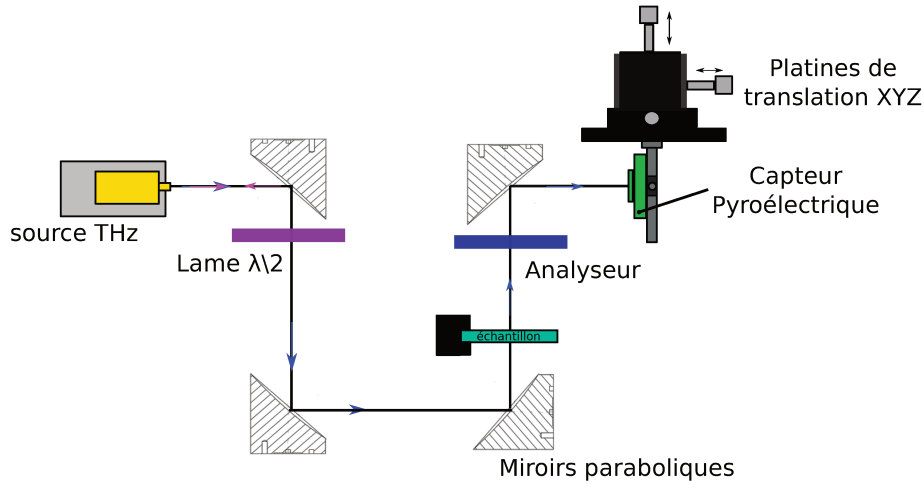 Platines de
translation XYZ
Capteur
Pyroélectrique
source THz
Lame λ\2
Analyseur
échantillon
Miroirs paraboliques